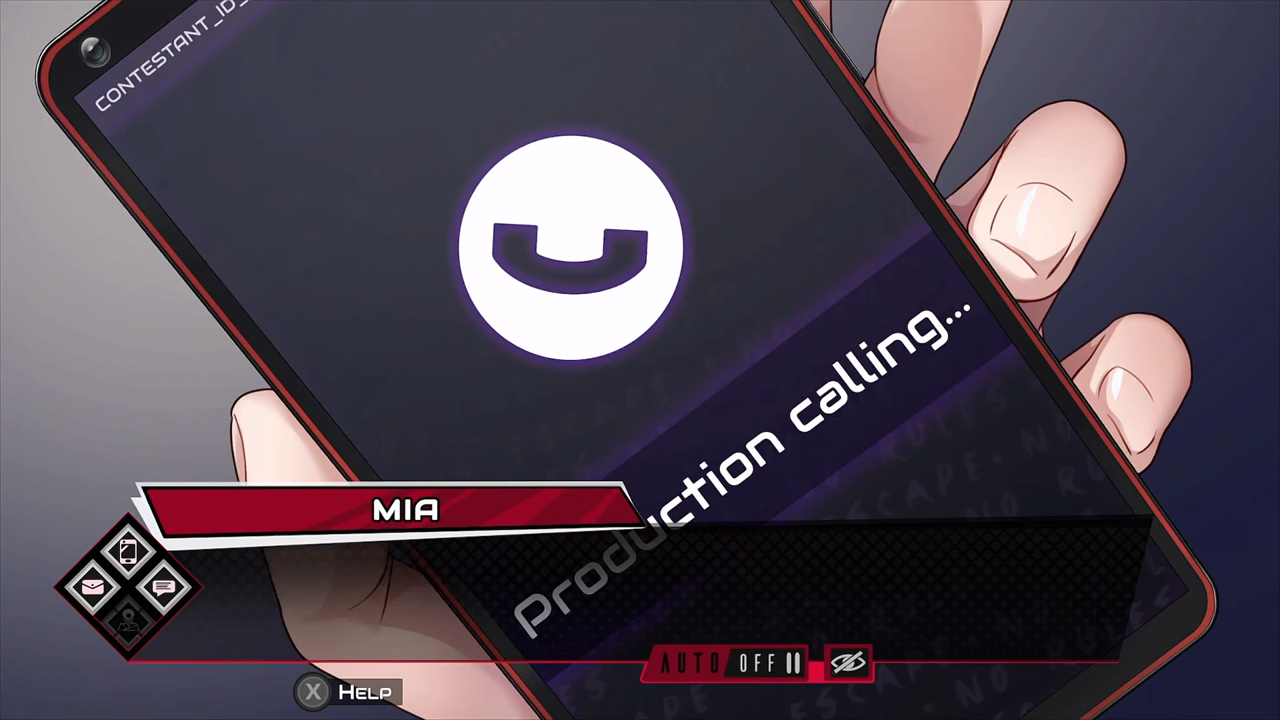 CONTESTANT_ID_
Production calling...
MIA
AUTO OFF
X HELP